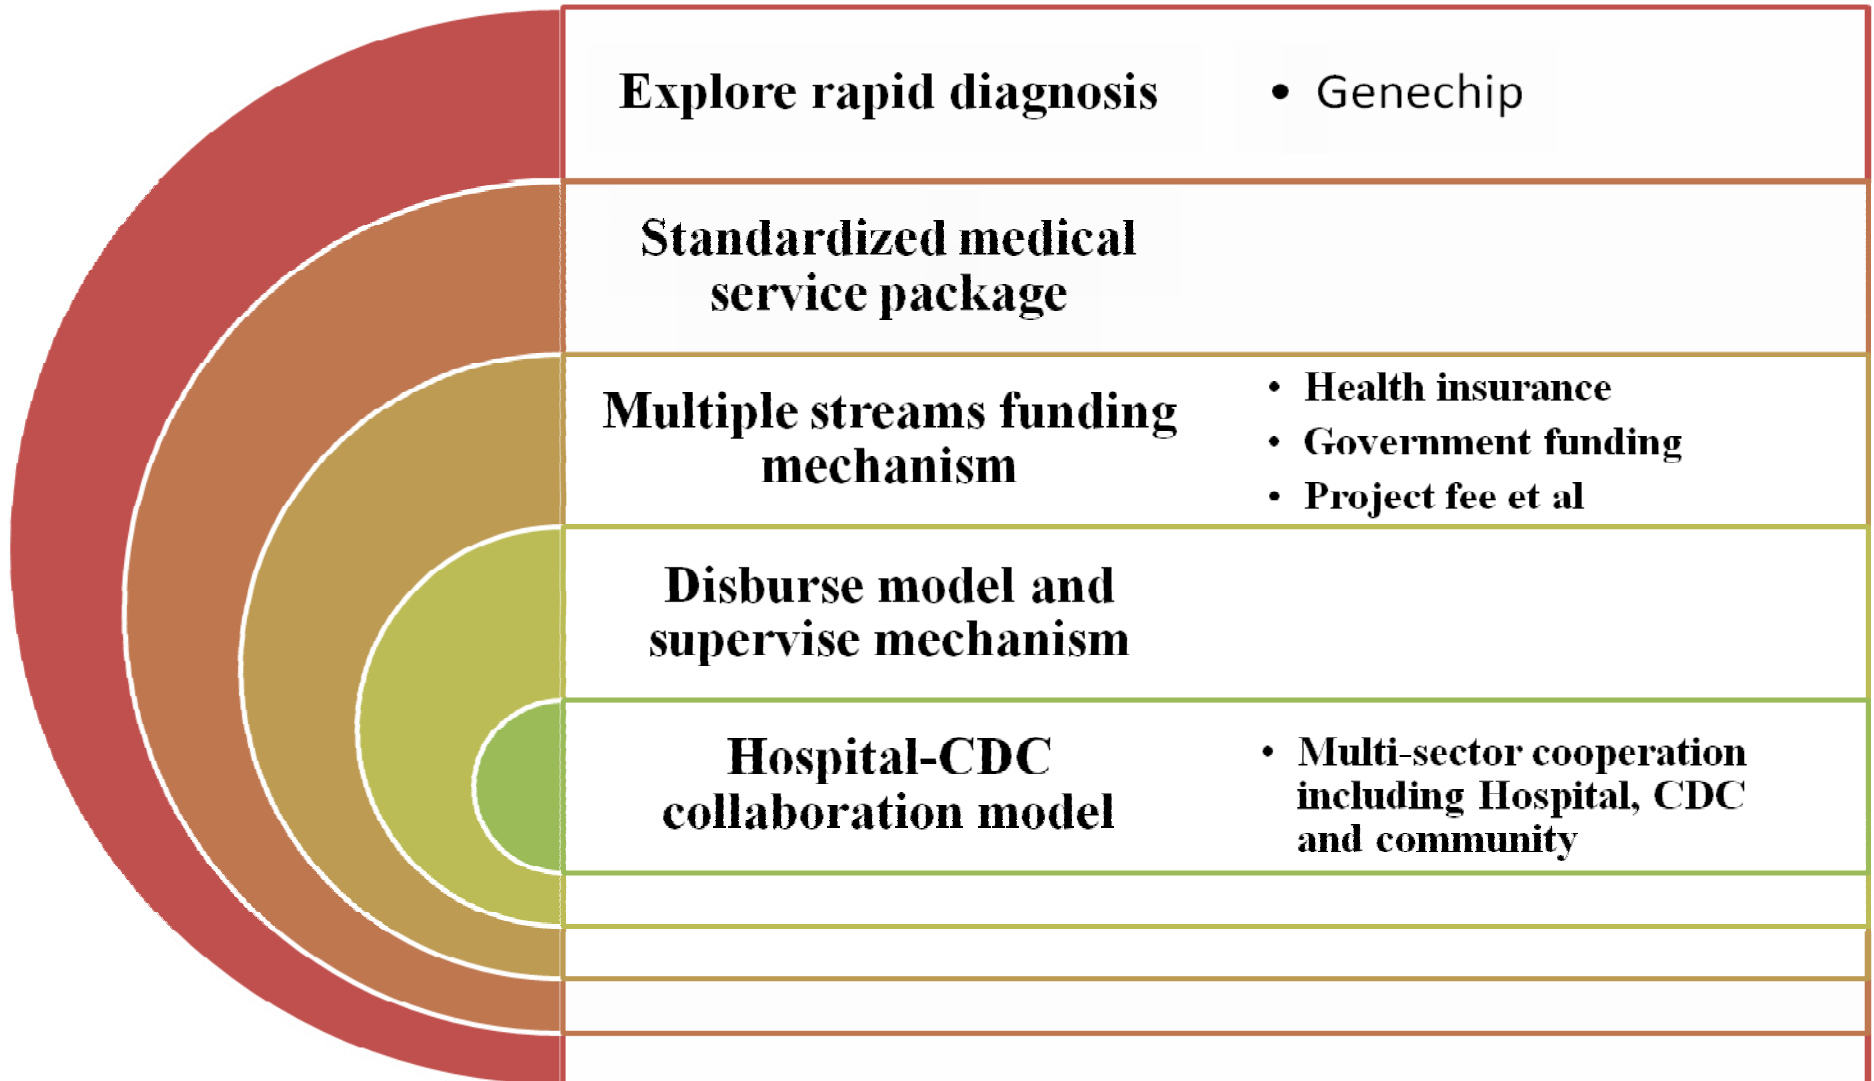 Explore rapid diagnosis
• Genechip
Standardized medical
service package
Multiple streams funding
mechanism
• Health insurance
• Government funding
• Project fee et al
Disburse model and
supervise mechanism
Hospital-CDC
collaboration model
• Multi-sector cooperation
including Hospital, CDC
and community